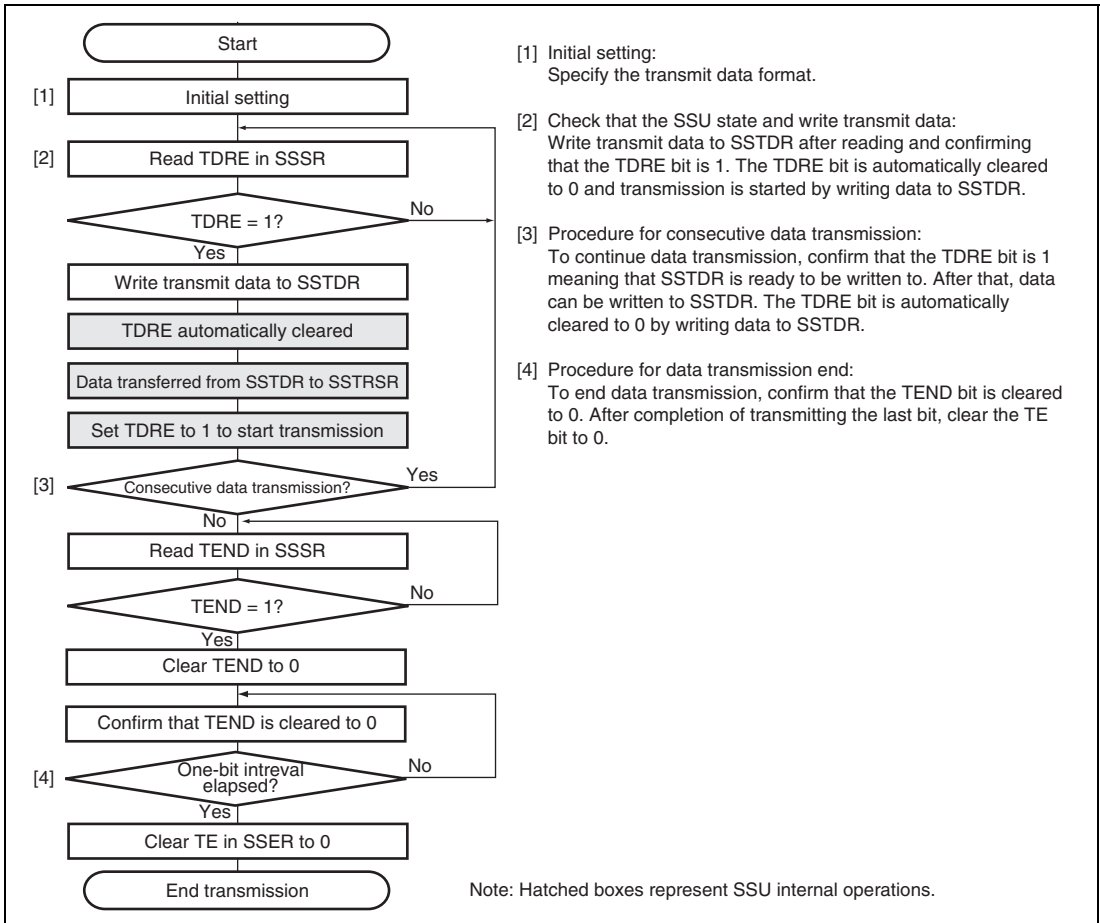 Start
[1] Initial setting
[2] Read TDRE in SSSR
TDRE = 1?
No
Yes
Write transmit data to SSTDR
TDRE automatically cleared
Data transferred from SSTDR to SSTRSR
Set TDRE to 1 to start transmission
[3] Consecutive data transmission?
Yes
No
Read TEND in SSSR
TEND = 1?
No
Yes
Clear TEND to 0
Confirm that TEND is cleared to 0
[4] One-bit intreval
elapsed?
No
Yes
Clear TE in SSER to 0
End transmission
[1] Initial setting:
Specify the transmit data format.
[2] Check that the SSU state and write transmit data:
Write transmit data to SSTDR after reading and confirming
that the TDRE bit is 1. The TDRE bit is automatically cleared
to 0 and transmission is started by writing data to SSTDR.
[3] Procedure for consecutive data transmission:
To continue data transmission, confirm that the TDRE bit is 1
meaning that SSTDR is ready to be written to. After that, data
can be written to SSTDR. The TDRE bit is automatically
cleared to 0 by writing data to SSTDR.
[4] Procedure for data transmission end:
To end data transmission, confirm that the TEND bit is cleared
to 0. After completion of transmitting the last bit, clear the TE
bit to 0.
Note: Hatched boxes represent SSU internal operations.